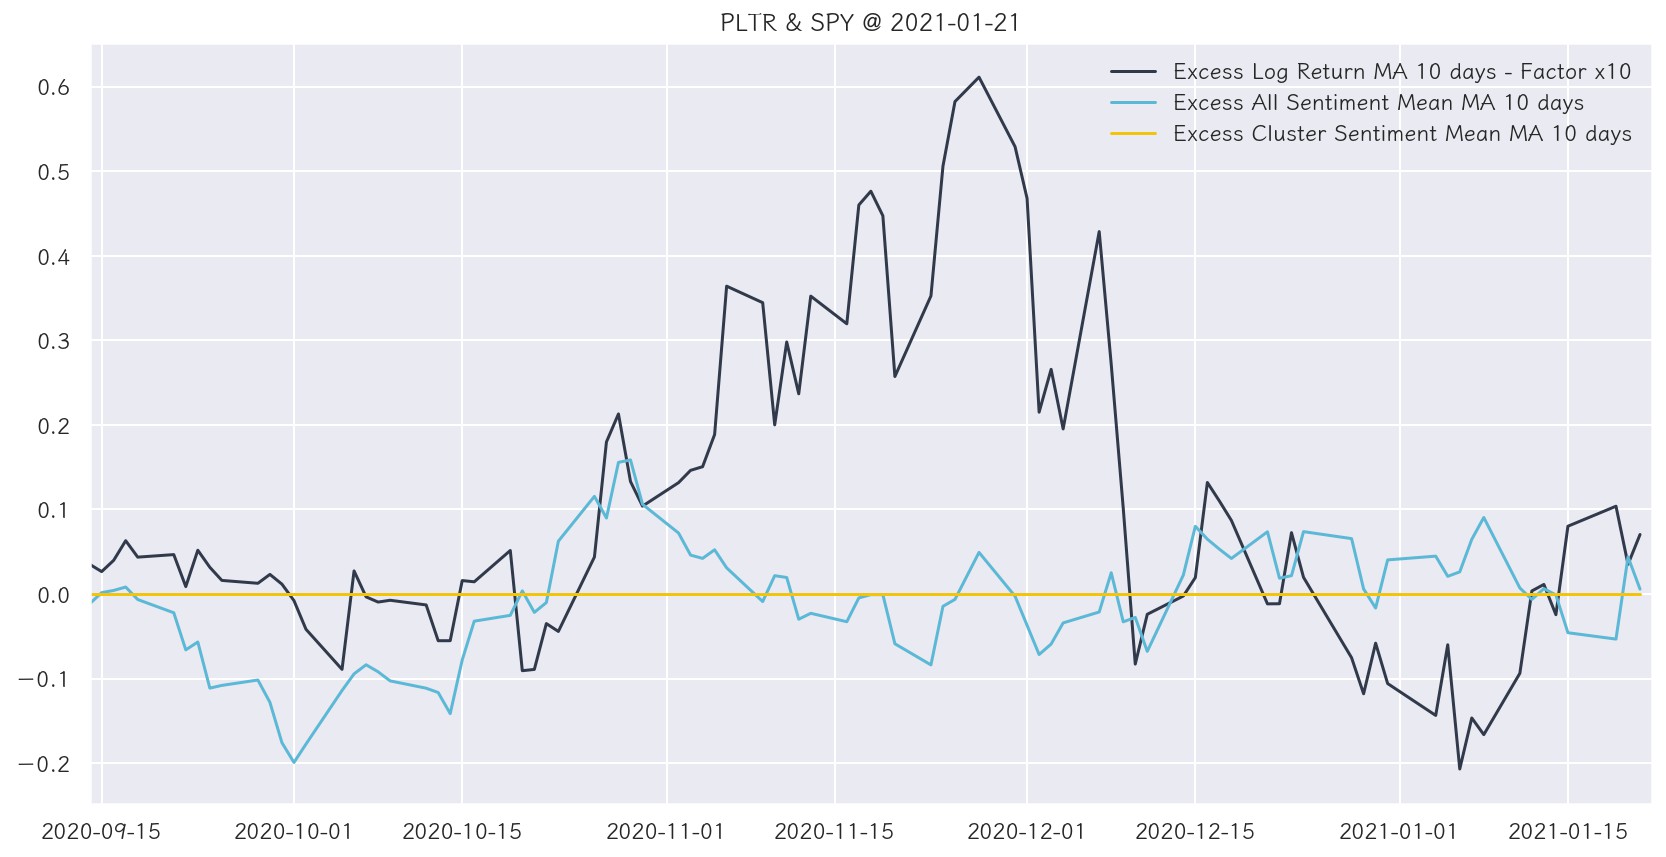 PLTR & SPY @ 2021-01-21
Excess Log Return MA 10 days - Factor x10
Excess All Sentiment Mean MA 10 days
Excess Cluster Sentiment Mean MA 10 days
0.6
0.5
0.4
0.3
0.2
0.1
0.0
−0.1
−0.2
2020-09-15 2020-10-01 2020-10-15 2020-11-01 2020-11-15 2020-12-01 2020-12-15 2021-01-01 2021-01-15